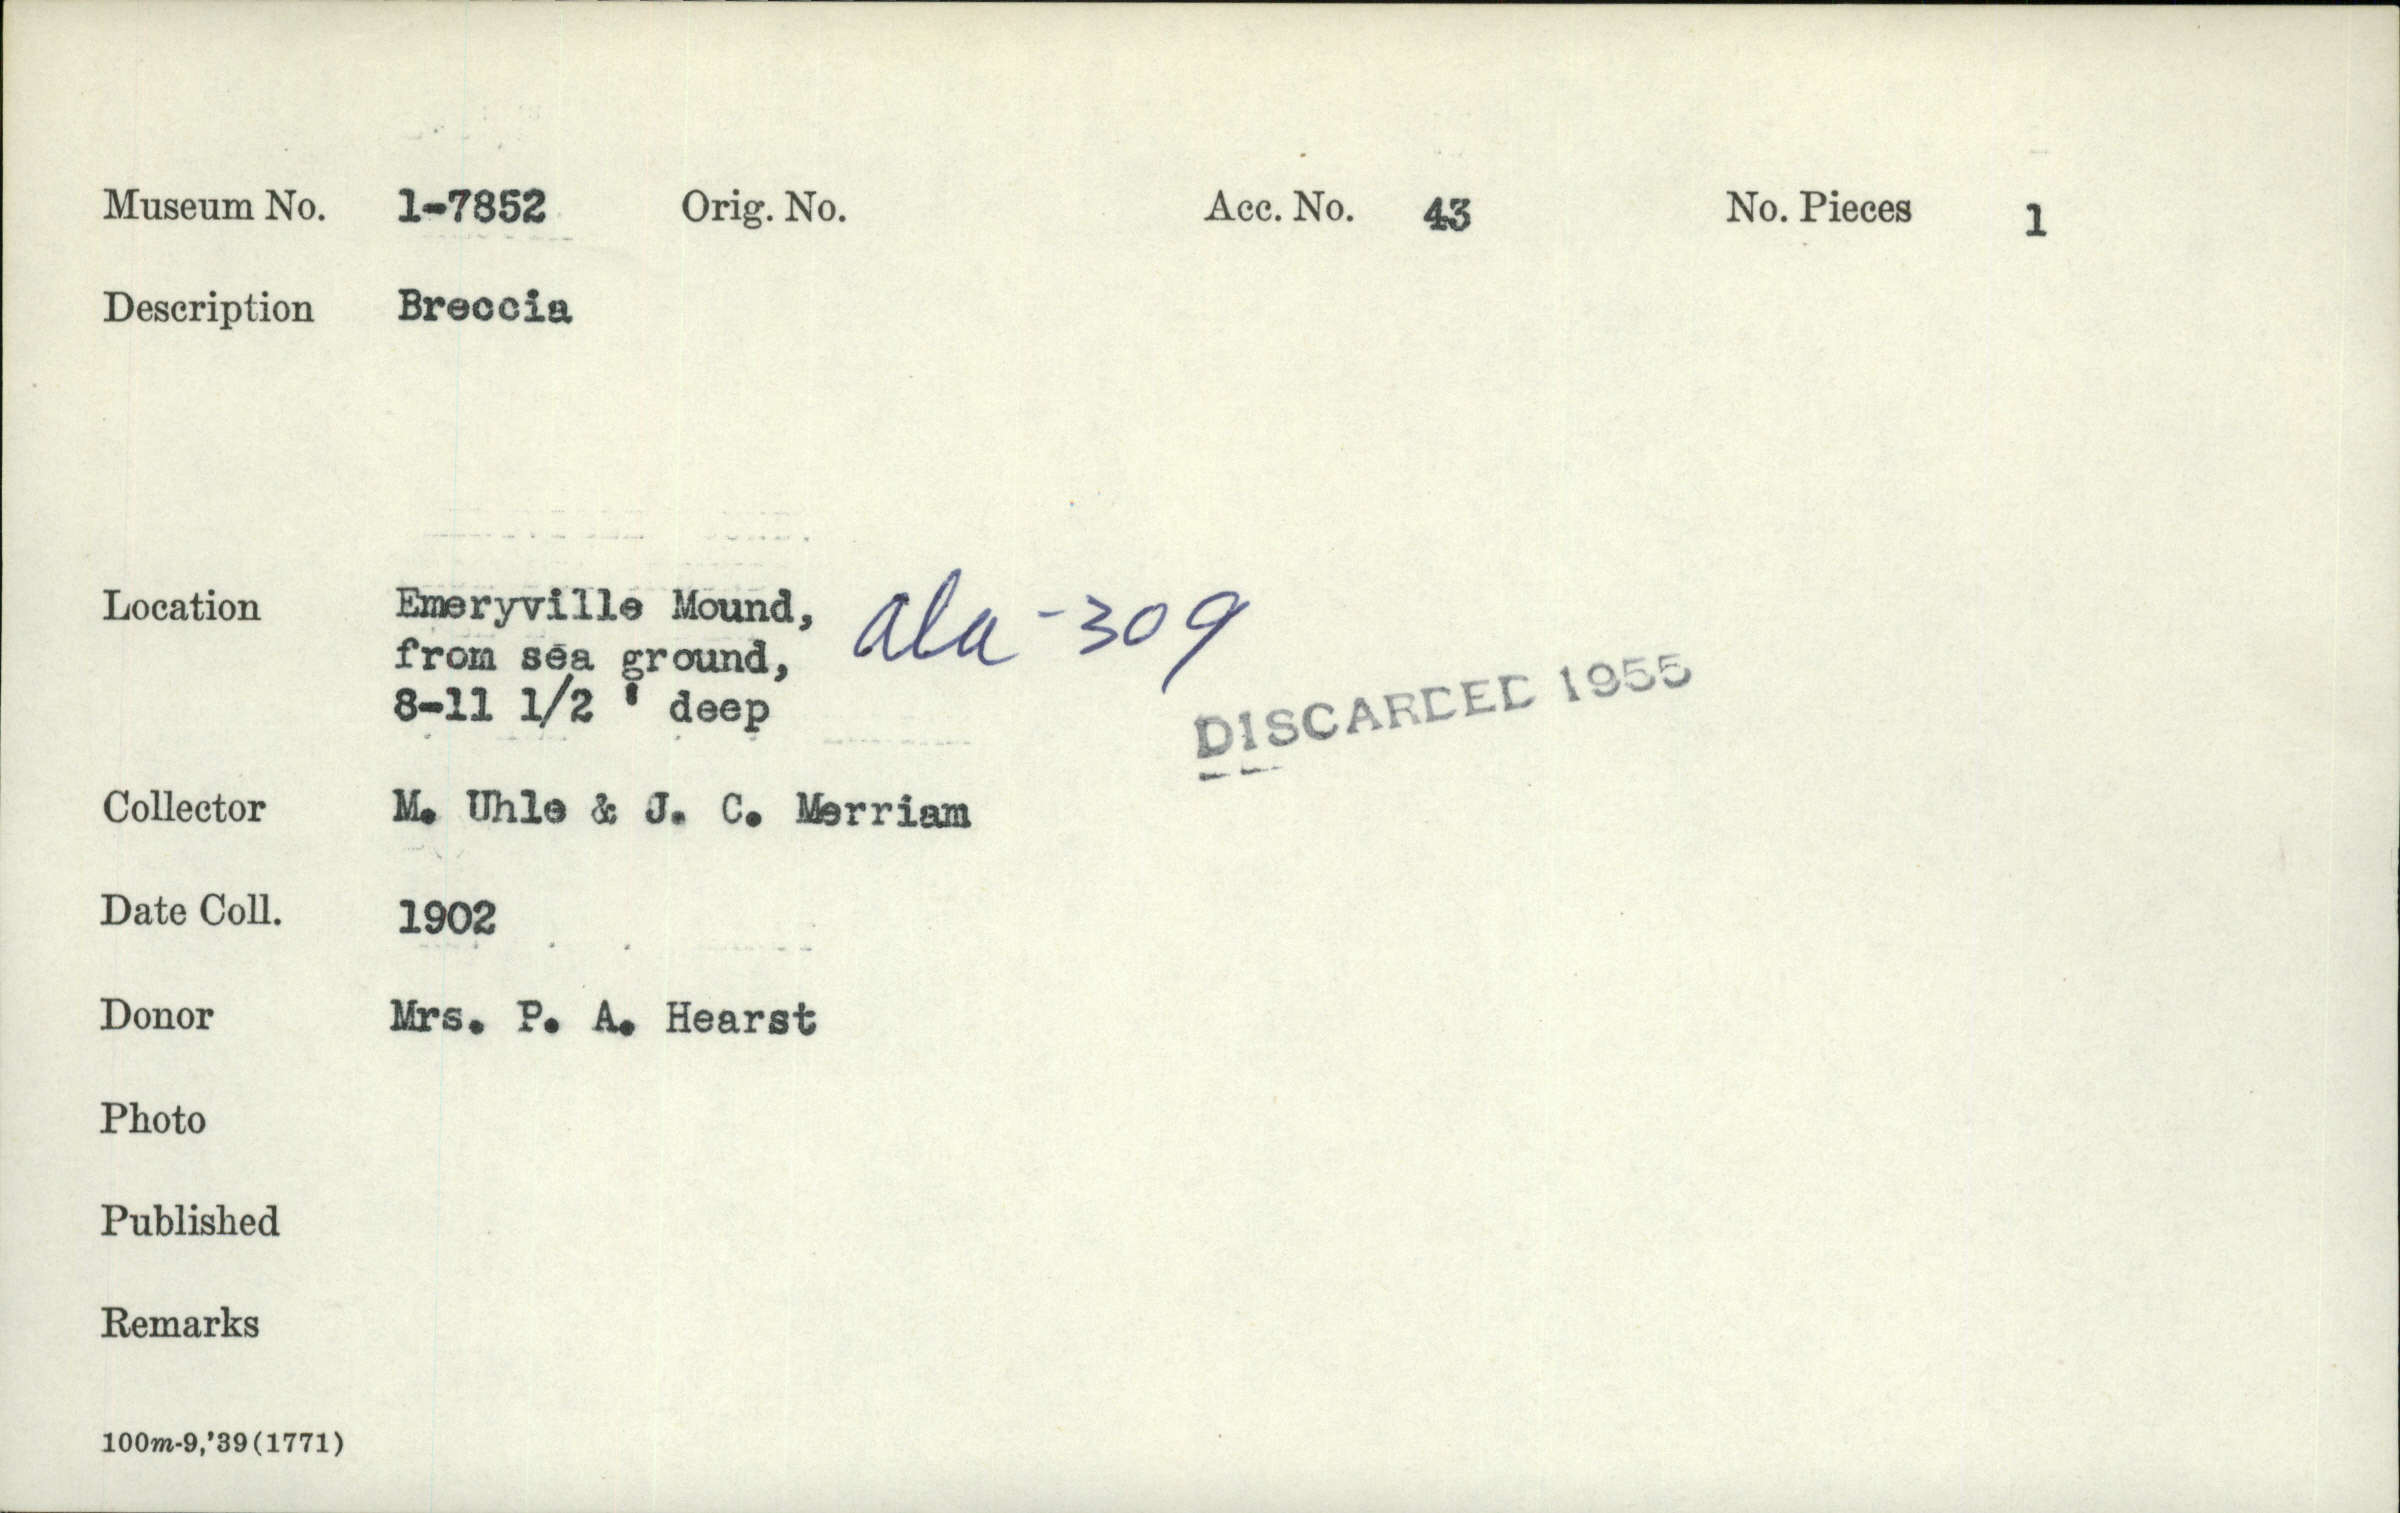 Museum No. 1-7852 Orig. No. Acc. No. 43 No. Pieces 1
Description Breccia
Location Emeryville Mound,
from sea ground,
8-11 1/2 ' deep
ala-309
DISCARDED 1955
Collector M. Uhle & J. C. Merriam
Date Coll. 1902
Donor Mrs. P. A. Hearst
Photo
Published
Remarks
100m-9,'39(1771)